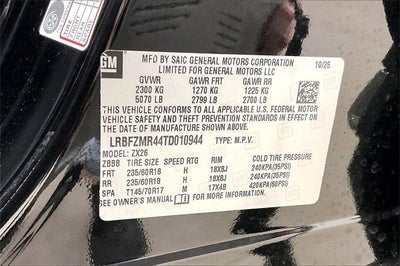 GM
MFD BY SAIC GENERAL MOTORS CORPORATION 10/25
LIMITED FOR GENERAL MOTORS LLC
GVWR GAWR FRT GAWR RR
2300 KG 1270 KG 1225 KG
5070 LB 2799 LB 2700 LB
THIS VEHICLE CONFORMS TO ALL APPLICABLE U.S. FEDERAL MOTOR
VEHICLE SAFETY AND THEFT PREVENTION STANDARDS IN EFFECT ON
THE DATE OF MANUFACTURE SHOWN ABOVE.
LRBFZMR44TD010944 TYPE: M.P.V.
MODEL: ZX26
TIRE SIZE SPEED RTG RIM COLD TIRE PRESSURE
FRT 235/60R18 H 18X8J 240KPA(35PSI)
RR 235/60R18 H 18X8J 240KPA(35PSI)
SPA T145/70R17 M 17X4B 420KPA(60PSI)
SEE OWNER'S MANUAL FOR ADDITIONAL INFORMATION.